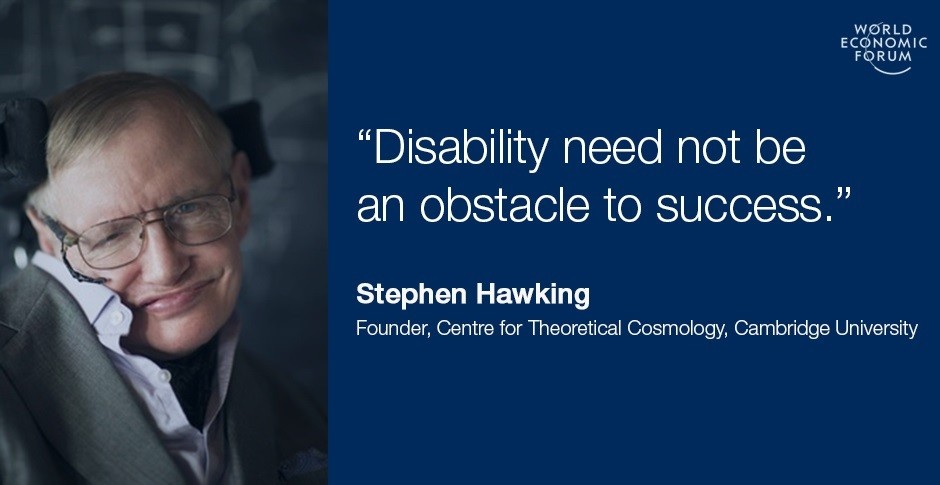 WORLD
ECONOMIC
FORUM
“Disability need not be
an obstacle to success.”
Stephen Hawking
Founder, Centre for Theoretical Cosmology, Cambridge University